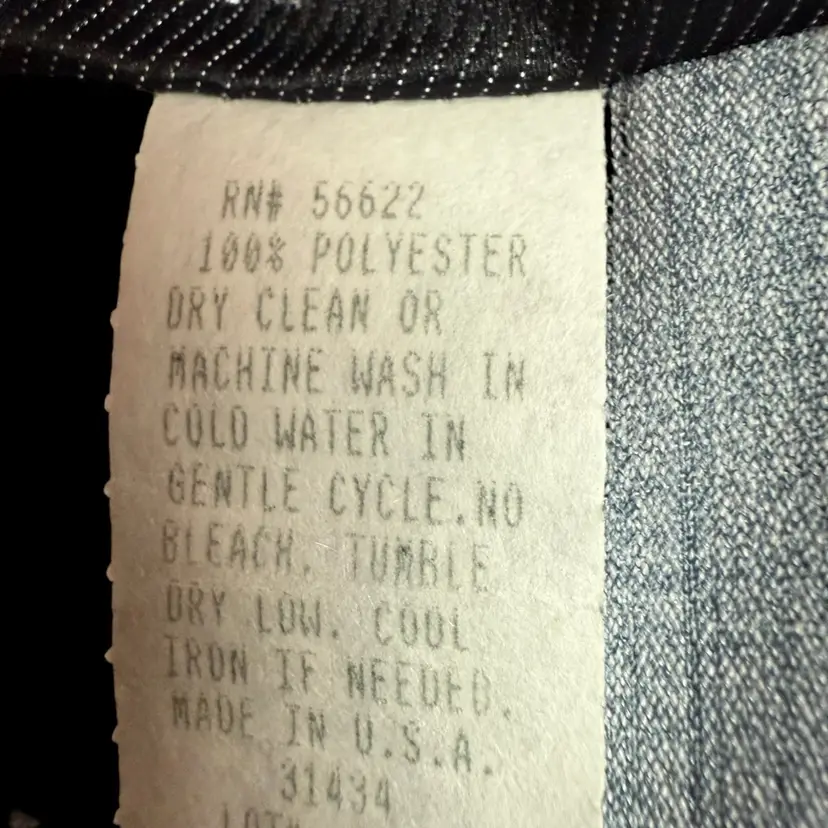 RN# 56622
100% POLYESTER
DRY CLEAN OR
MACHINE WASH IN
COLD WATER IN
GENTLE CYCLE.NO
BLEACH. TUMBLE
DRY LOW. COOL
IRON IF NEEDED.
MADE IN U.S.A.
31434
LOT#